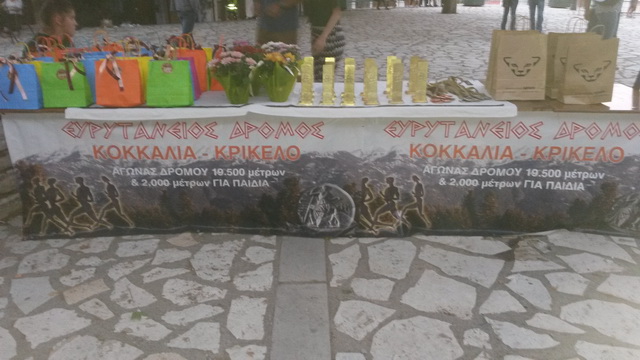 ΕΥΡΥΤΑΝΕΙΟΣ ΔΡΟΜΟΣ
ΚΟΚΚΑΛΙΑ - ΚΡΙΚΕΛΟ
ΑΓΩΝΑΣ ΔΡΟΜΟΥ 19.500 μέτρων
& 2.000 μέτρων ΓΙΑ ΠΑΙΔΙΑ
ΕΥΡΥΤΑΝΕΙΟΣ ΔΡΟΜΟ
ΚΟΚΚΑΛΙΑ - ΚΡΙΚΕΛΟ
ΑΓΩΝΑΣ ΔΡΟΜΟΥ 19.500 μέτρων
& 2.000 μέτρων ΓΙΑ ΠΑΙΔΙΑ